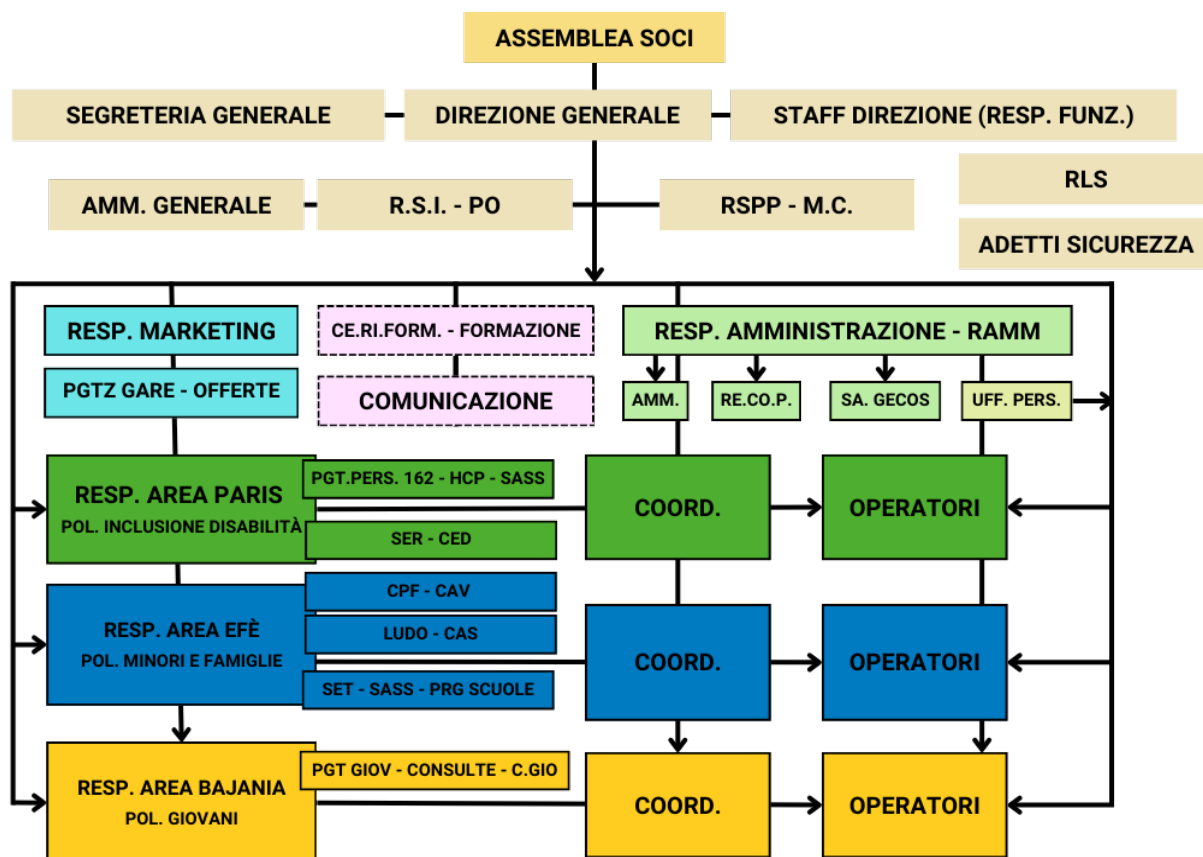 ASSEMBLEA SOCI
SEGRETERIA GENERALE
DIREZIONE GENERALE
STAFF DIREZIONE (RESP. FUNZ.)
RLS
AMM. GENERALE
R.S.I. - PO
RSPP - M.C.
ADETTI SICUREZZA
RESP. MARKETING
CE.RI.FORM. - FORMAZIONE
RESP. AMMINISTRAZIONE - RAMM
PGTZ GARE - OFFERTE
COMUNICAZIONE
AMM.
RE.CO.P.
SA. GECOS
UFF. PERS.
RESP. AREA PARIS
POL. INCLUSIONE DISABILITÀ
PGT.PERS. 162 - HCP - SASS
SER - CED
COORD.
OPERATORI
RESP. AREA EFÈ
POL. MINORI E FAMIGLIE
CPF - CAV
LUDO - CAS
SET - SASS - PRG SCUOLE
COORD.
OPERATORI
RESP. AREA BAJANIA
POL. GIOVANI
PGT GIOV - CONSULTE - C.GIO
COORD.
OPERATORI